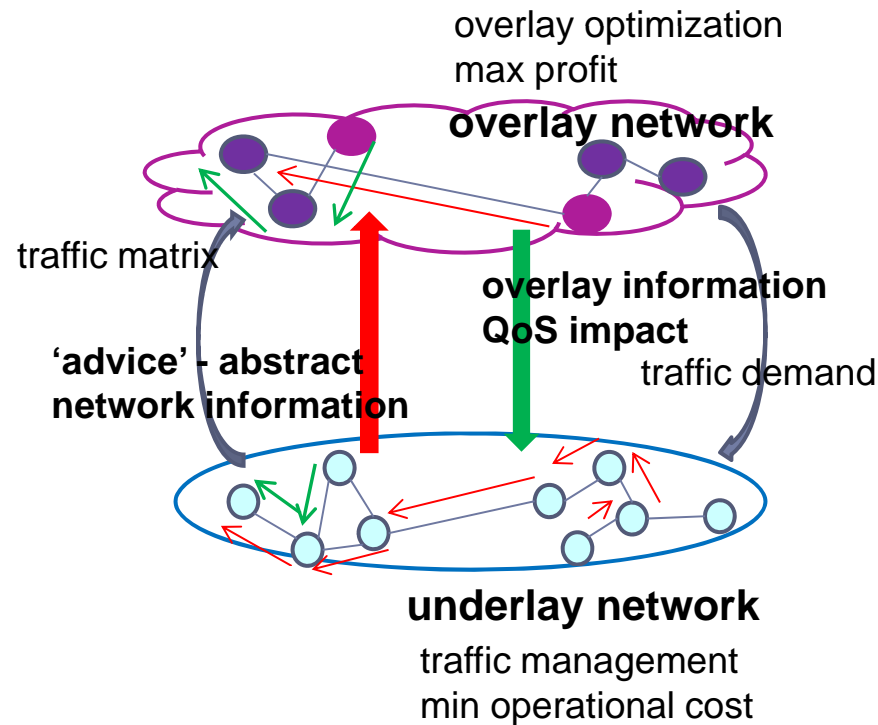 overlay optimization
max profit
overlay network
traffic matrix
overlay information
QoS impact
‘advice’ - abstract
network information
traffic demand
underlay network
traffic management
min operational cost